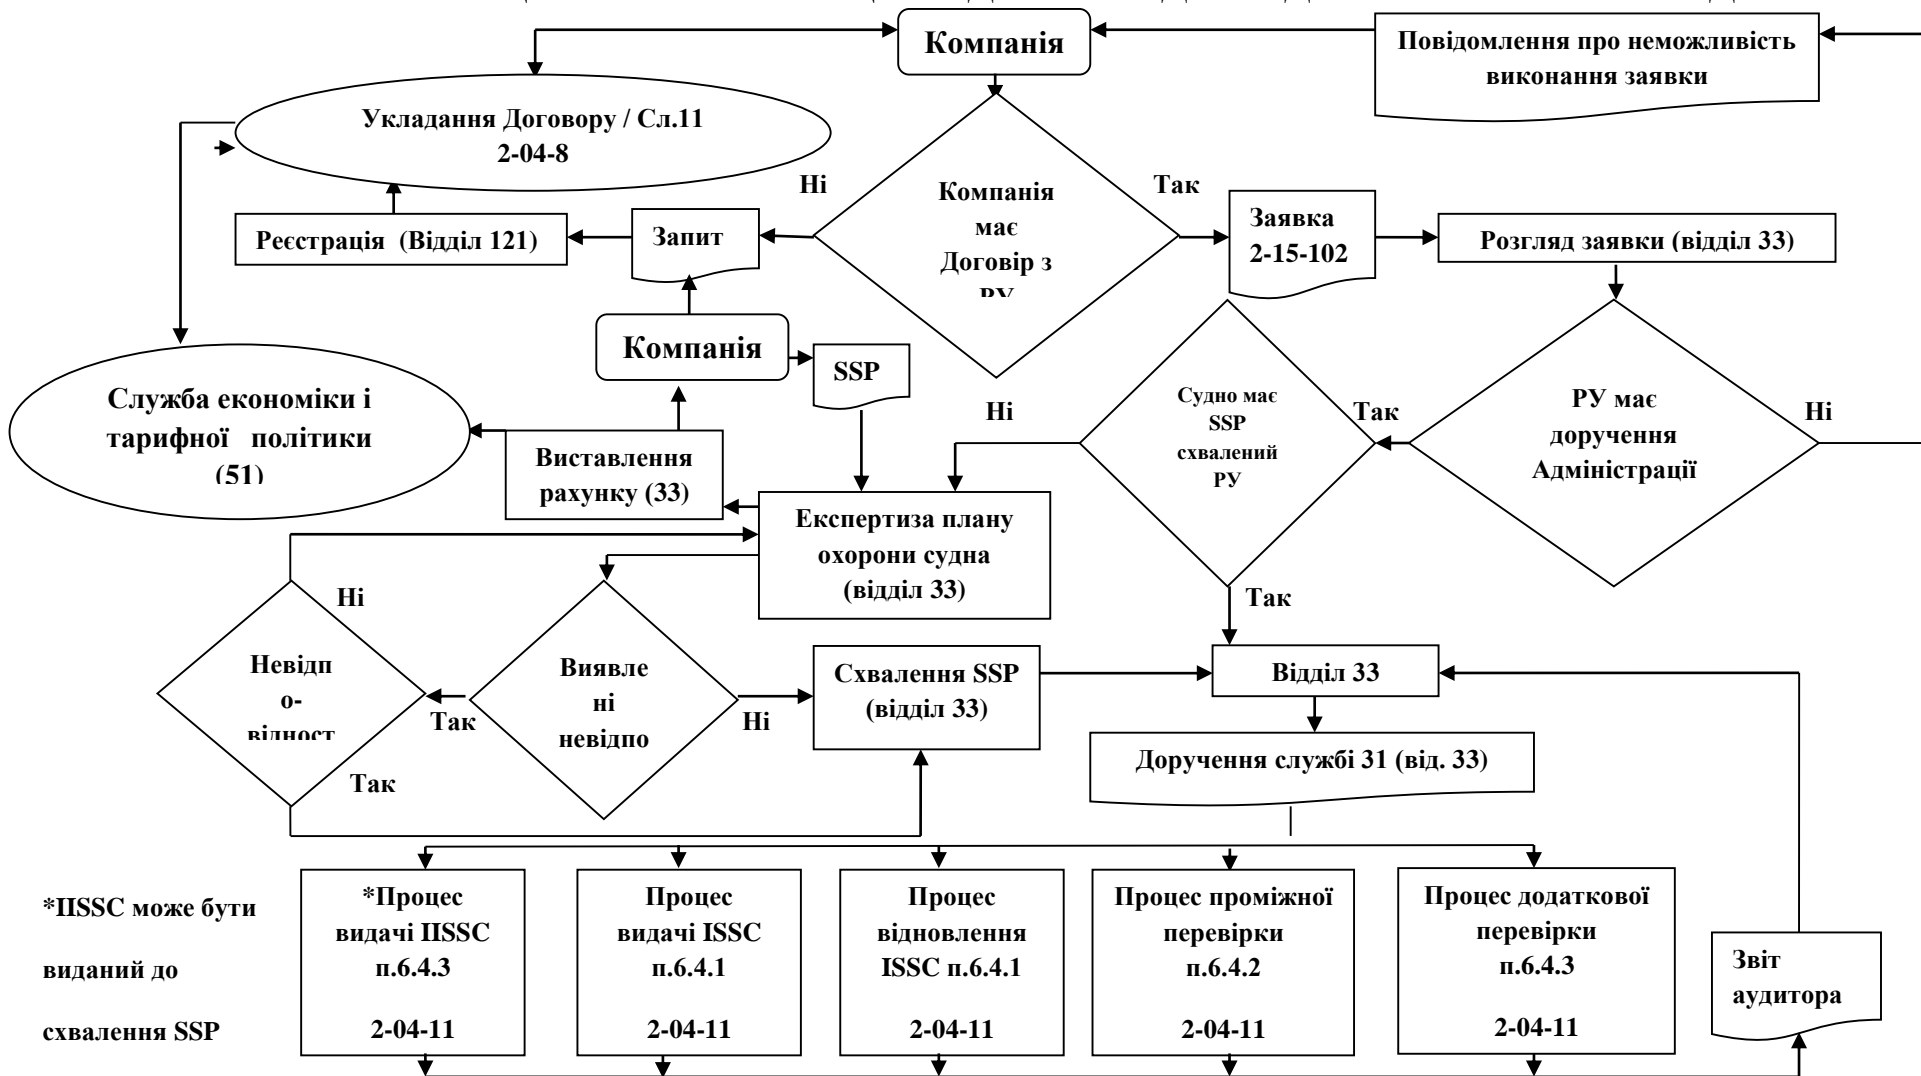 Компанія
Повідомлення про неможливість
виконання заявки
Укладання Договору / Сл.11
2-04-8
Ні
Компанія
має
Договір з
РУ
Так
Заявка
2-15-102
Розгляд заявки (відділ 33)
Реєстрація (Відділ 121)
Запит
Компанія
SSP
Служба економіки і
тарифної політики
(51)
Виставлення
рахунку (33)
Ні
Судно має
SSP
схвалений
РУ
Так
РУ має
доручення
Адміністрації
Ні
Експертиза плану
охорони судна
(відділ 33)
Ні
Так
Невідп
о-
відност
Так
Виявле
ні
невідпо
Ні
Схвалення SSP
(відділ 33)
Відділ 33
Так
Доручення службі 31 (від. 33)
*IISSC може бути
виданий до
схвалення SSP
*Процес
видачі IISSC
п.6.4.3
2-04-11
Процес
видачі ISSC
п.6.4.1
2-04-11
Процес
відновлення
ISSC п.6.4.1
2-04-11
Процес проміжної
перевірки
п.6.4.2
2-04-11
Процес додаткової
перевірки
п.6.4.3
2-04-11
Звіт
аудитора